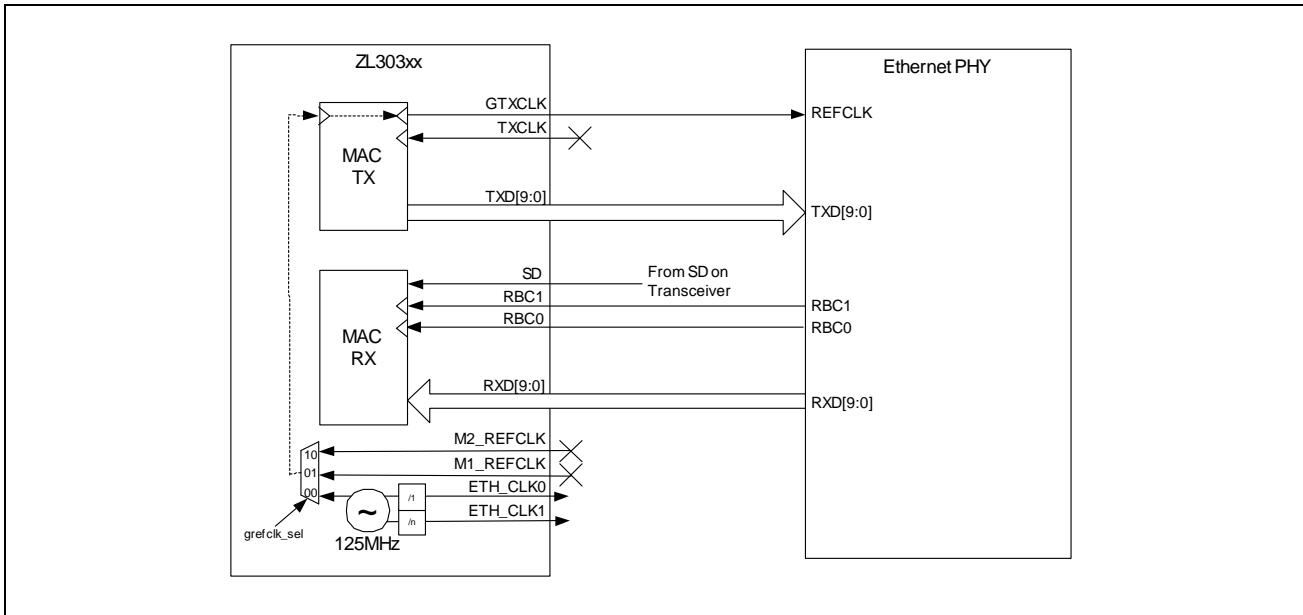 ZL303xx
Ethernet PHY
GTXCLK
REFCLK
TXCLK
MAC
TX
TXD[9:0]
TXD[9:0]
SD
From SD on
Transceiver
RBC1
RBC1
RBC0
RBC0
MAC
RX
RXD[9:0]
RXD[9:0]
M2_REFCLK
10
M1_REFCLK
01
ETH_CLK0
00
/1
~
ETH_CLK1
/n
grefclk_sel
125MHz